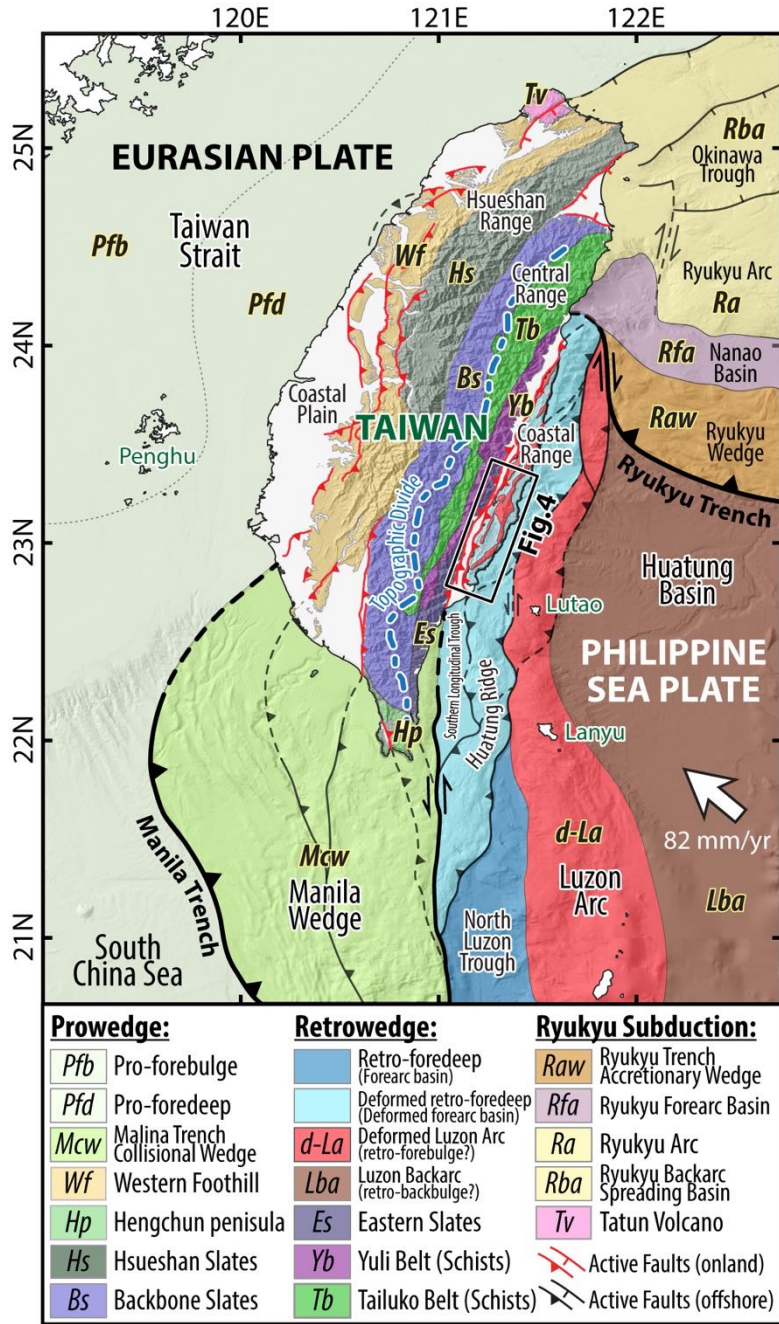 120E
121E
122E
25N
24N
23N
22N
21N
Tv
EURASIAN PLATE
Rba
Okinawa
Trough
Taiwan
Strait
Hsueshan
Range
Pfb
Wf
Hs
Pfd
Central
Range
Ryukyu Arc
Ra
Tb
Rfa
Nanao
Basin
Bs
Coastal
Plain
Yb
Raw
Ryukyu
Wedge
TAIWAN
Coastal
Range
Penghu
Ryukyu Trench
Fig.4
Topographic Divide
Huatung
Basin
Es
Southern Longitudinal Trough
Lutao
PHILIPPINE
SEA PLATE
Huatung Ridge
Hp
Lanyu
82 mm/yr
Manila Trench
Mcw
Manila
Wedge
d-La
Luzon
Arc
Lba
North
Luzon
Trough
South
China Sea
Prowedge:
Pfb Pro-forebulge
Pfd Pro-foredeep
Mcw Malina Trench
Collisional Wedge
Wf Western Foothill
Hp Hengchun penisula
Hs Hsueshan Slates
Bs Backbone Slates
Retrowedge:
Retro-foredeep
(Forearc basin)
Deformed retro-foredeep
(Deformed forearc basin)
d-La Deformed Luzon Arc
(retro-forebulge?)
Lba Luzon Backarc
(retro-backbulge?)
Es Eastern Slates
Yb Yuli Belt (Schists)
Tb Tailuko Belt (Schists)
Ryukyu Subduction:
Raw Ryukyu Trench
Accretionary Wedge
Rfa Ryukyu Forearc Basin
Ra Ryukyu Arc
Rba Ryukyu Backarc
Spreading Basin
Tv Tatun Volcano
Active Faults (onland)
Active Faults (offshore)